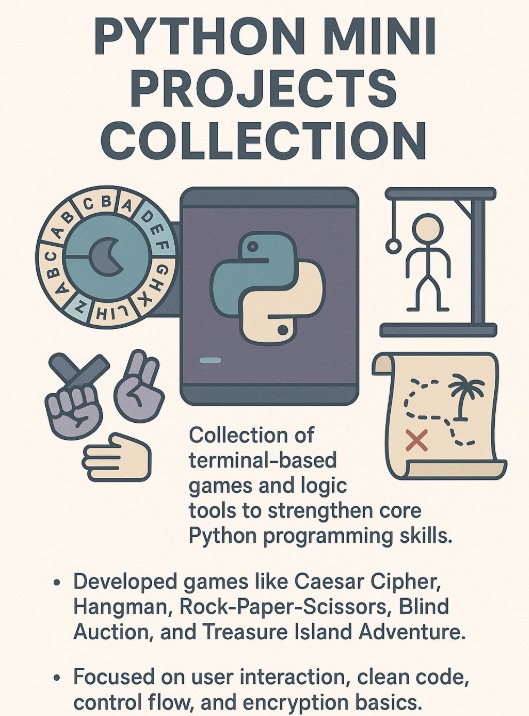 PYTHON MINI
PROJECTS
COLLECTION
A B C B A D E F
A B C
G H X
Z L I H
Collection of
terminal-based
games and logic
tools to strengthen core
Python programming skills.
• Developed games like Caesar Cipher,
Hangman, Rock-Paper-Scissors, Blind
Auction, and Treasure Island Adventure.
• Focused on user interaction, clean code,
control flow, and encryption basics.